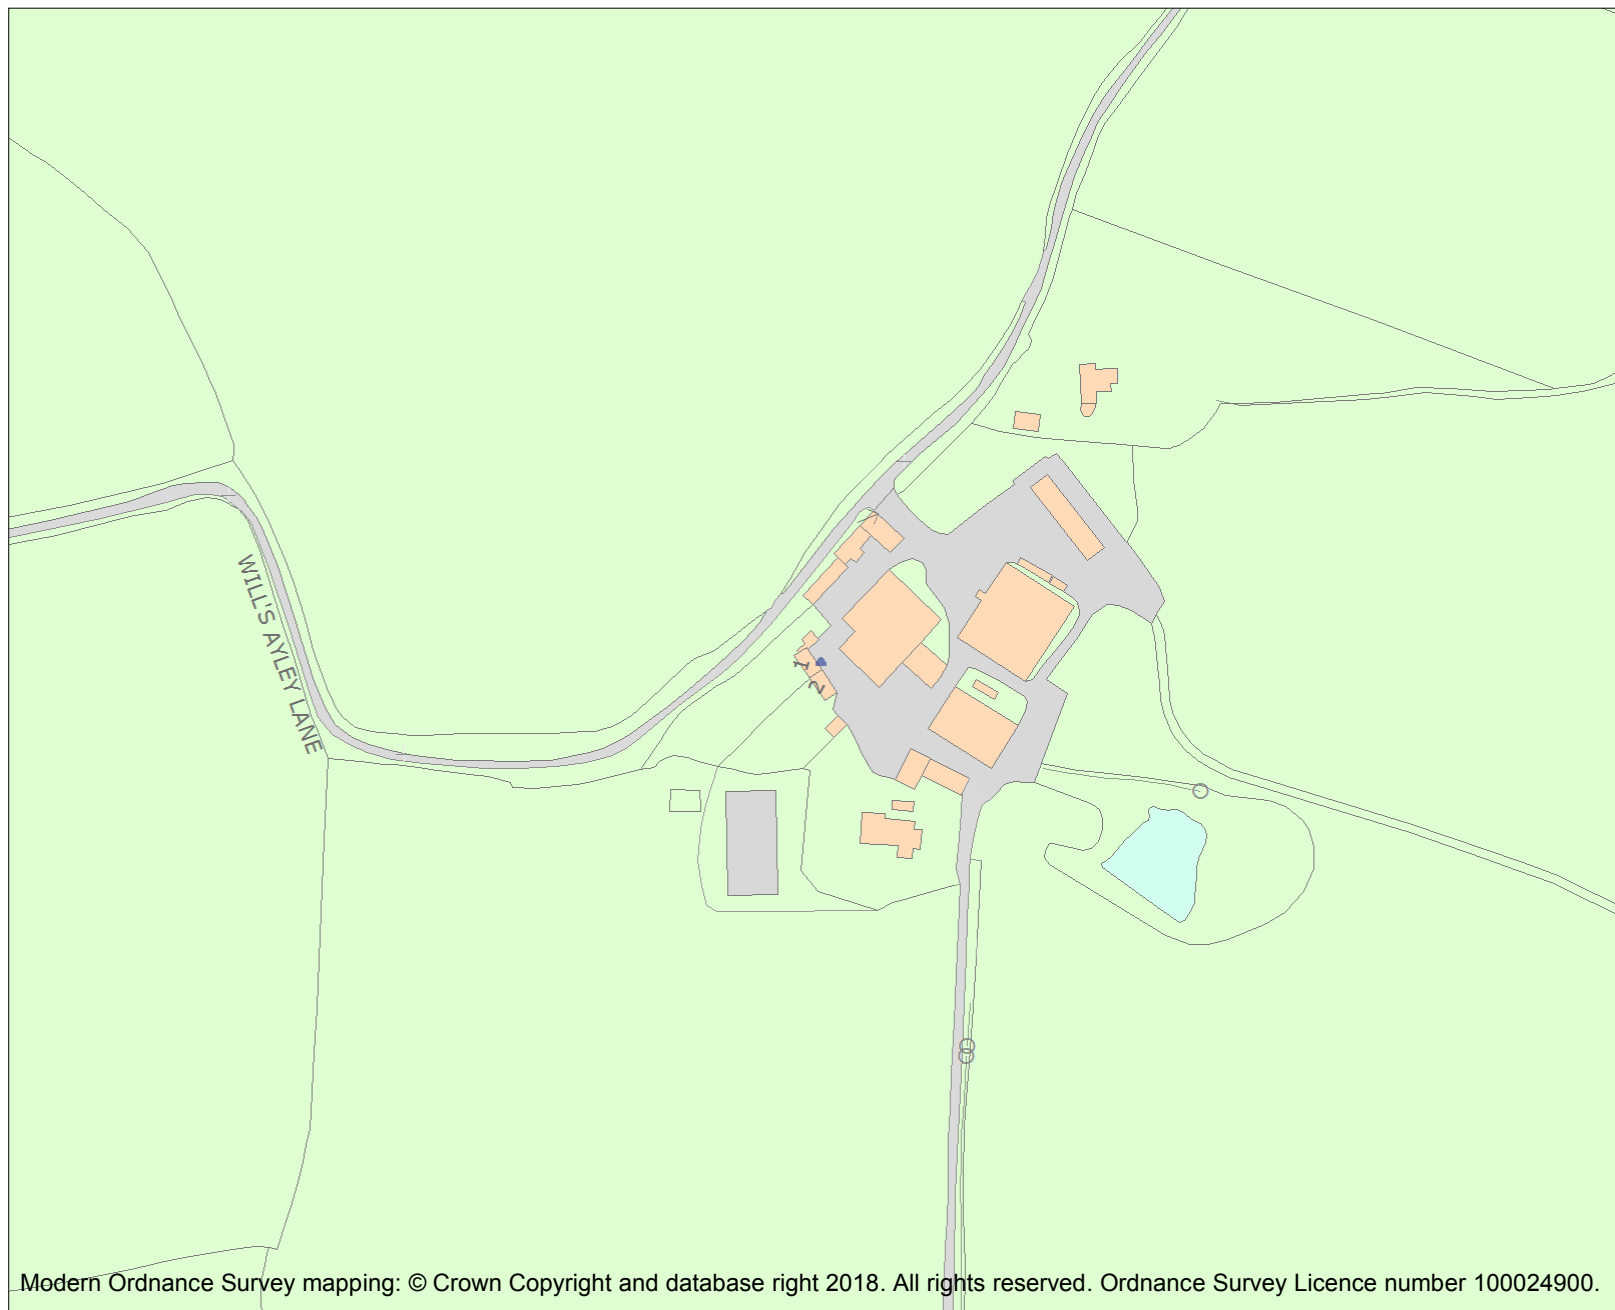 WILL'S AYLEY LANE
1
2
Modern Ordnance Survey mapping: © Crown Copyright and database right 2018. All rights reserved. Ordnance Survey Licence number 100024900.